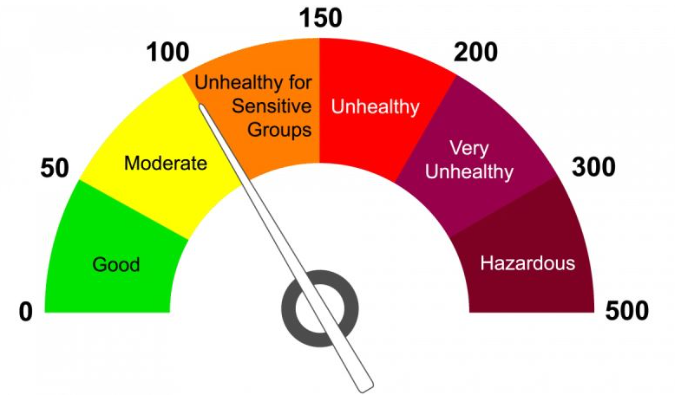 150
100
200
Unhealthy for
Sensitive
Groups
Unhealthy
Very
Unhealthy
Moderate
50
300
Good
Hazardous
0
500